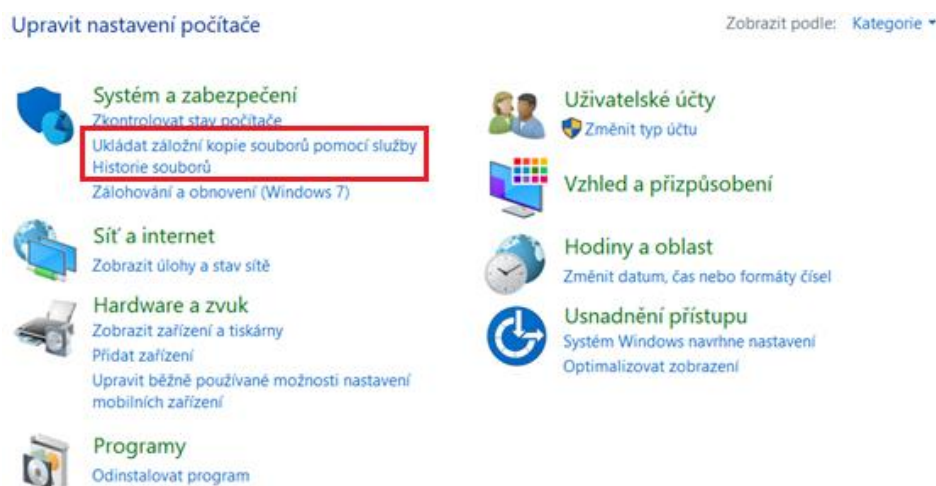 Upravit nastavení počítače
Zobrazit podle: Kategorie
Systém a zabezpečení
Zkontrolovat stav počítače
Ukládat záložní kopie souborů pomocí služby
Historie souborů
Zálohování a obnovení (Windows 7)
Síť a internet
Zobrazit úlohy a stav sítě
Hardware a zvuk
Zobrazit zařízení a tiskárny
Přidat zařízení
Upravit běžně používané možnosti nastavení
mobilních zařízení
Programy
Odinstalovat program
Uživatelské účty
Změnit typ účtu
Vzhled a přizpůsobení
Hodiny a oblast
Změnit datum, čas nebo formáty čísel
Usnadnění přístupu
Systém Windows navrhne nastavení
Optimalizovat zobrazení